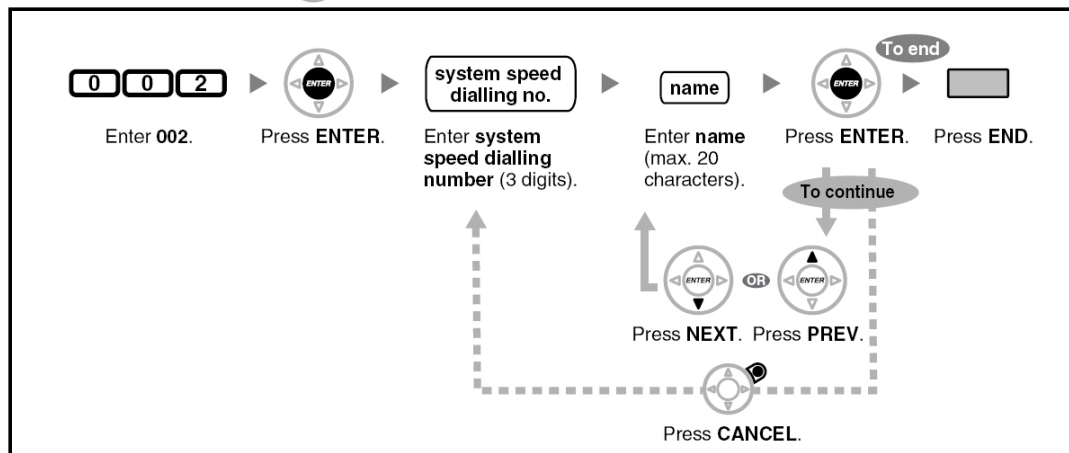 To end
0 0 2
ENTER
system speed
dialling no.
name
ENTER
Enter 002.
Press ENTER.
Enter system
speed dialling
number (3 digits).
Enter name
(max. 20
characters).
Press ENTER.
Press END.
To continue
ENTER
OR
ENTER
Press NEXT.
Press PREV.
Press CANCEL.